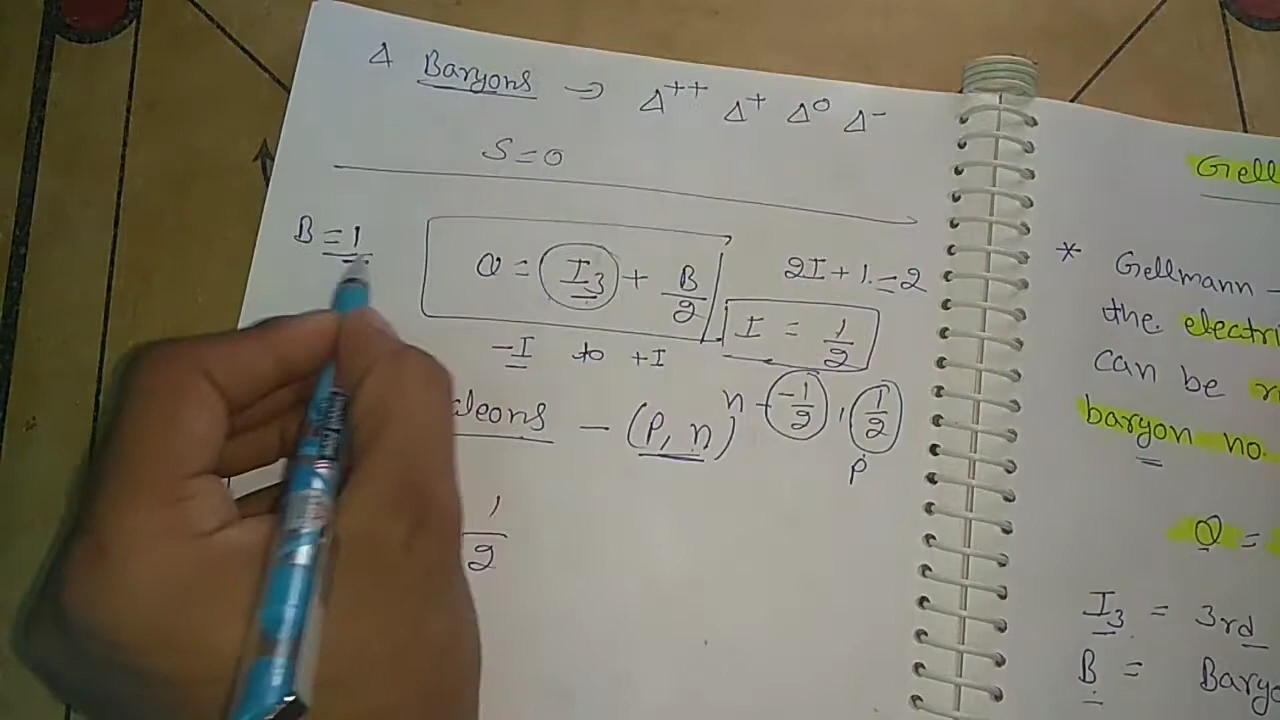 Δ Baryons → Δ++ Δ+ Δ0 Δ-
S=0
B=1
Q = I3 + B/2
2I+1=2
I = 1/2
-I to +I
cleons - (P, n)
n - -1/2, 1/2
P
1/2
Gell
* Gellmann -
the electri
can be r
baryon no.
Q =
I3 = 3rd
B = Baryo